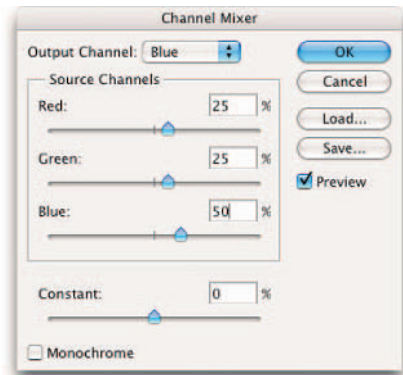 Channel Mixer
Output Channel: Blue
OK
Source Channels
Cancel
Red: 25 %
Load...
Green: 25 %
Save...
Preview
Blue: 50 %
Constant: 0 %
Monochrome